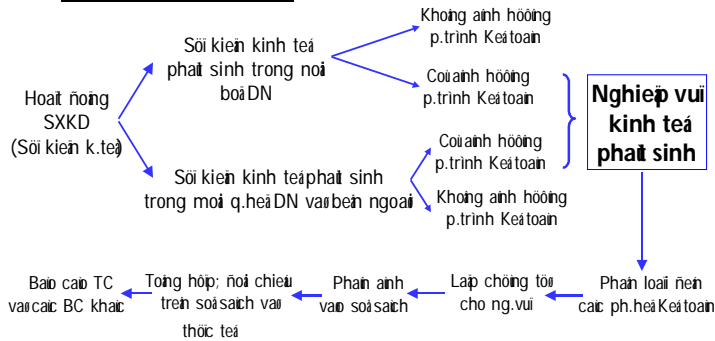 Khoâng aûnh höôûng
p.trình Keá toaùn
Söï kieän kinh teá
phaùt sinh trong noäi
boä DN
Coù aûnh höôûng
p.trình Keá toaùn
Hoaït ñoäng
SXKD
(Söï kieän k.teá)
Nghieäp vuï
kinh teá
phaùt sinh
Coù aûnh höôûng
p.trình Keá toaùn
Söï kieän kinh teá phaùt sinh
trong moái q.heä DN vaø beân ngoaøi
Khoâng aûnh höôûng
p.trình Keá toaùn
Baùo caùo TC
vaø caùc BC khaùc
Toång hôïp; ñoái chieáu
treân soå saùch vaø
thöïc teá
Phaûn aùnh
vaøo soå saùch
Laäp chöùng töø
cho ng.vuï
Phaân loaïi ñeán
caùc ph.heä Keá toaùn